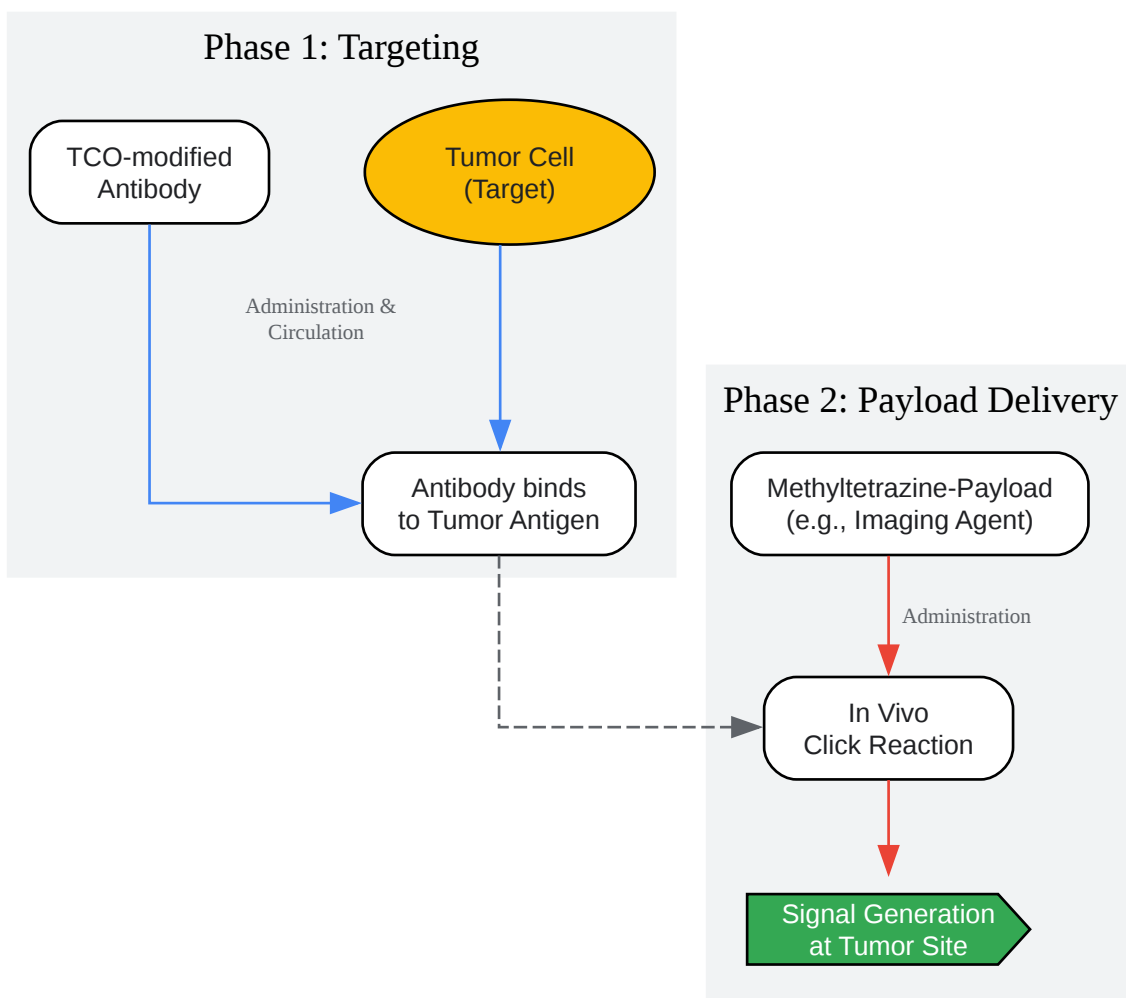 Phase 1: Targeting
TCO-modified
Antibody
Tumor Cell
(Target)
Administration &
Circulation
Antibody binds
to Tumor Antigen
Phase 2: Payload Delivery
Methyltetrazine-Payload
(e.g., Imaging Agent)
Administration
In Vivo
Click Reaction
Signal Generation
at Tumor Site